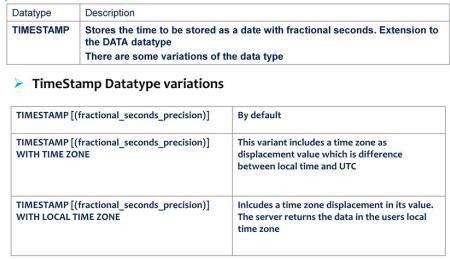 Datatype Description
TIMESTAMP Stores the time to be stored as a date with fractional seconds. Extension to
the DATA datatype
There are some variations of the data type
TimeStamp Datatype variations
TIMESTAMP [(fractional_seconds_precision)] By default
TIMESTAMP [(fractional_seconds_precision)] This variant includes a time zone as
WITH TIME ZONE displacement value which is difference
between local time and UTC
TIMESTAMP [(fractional_seconds_precision)] Inlcudes a time zone displacement in its value.
WITH LOCAL TIME ZONE The server returns the data in the users local
time zone